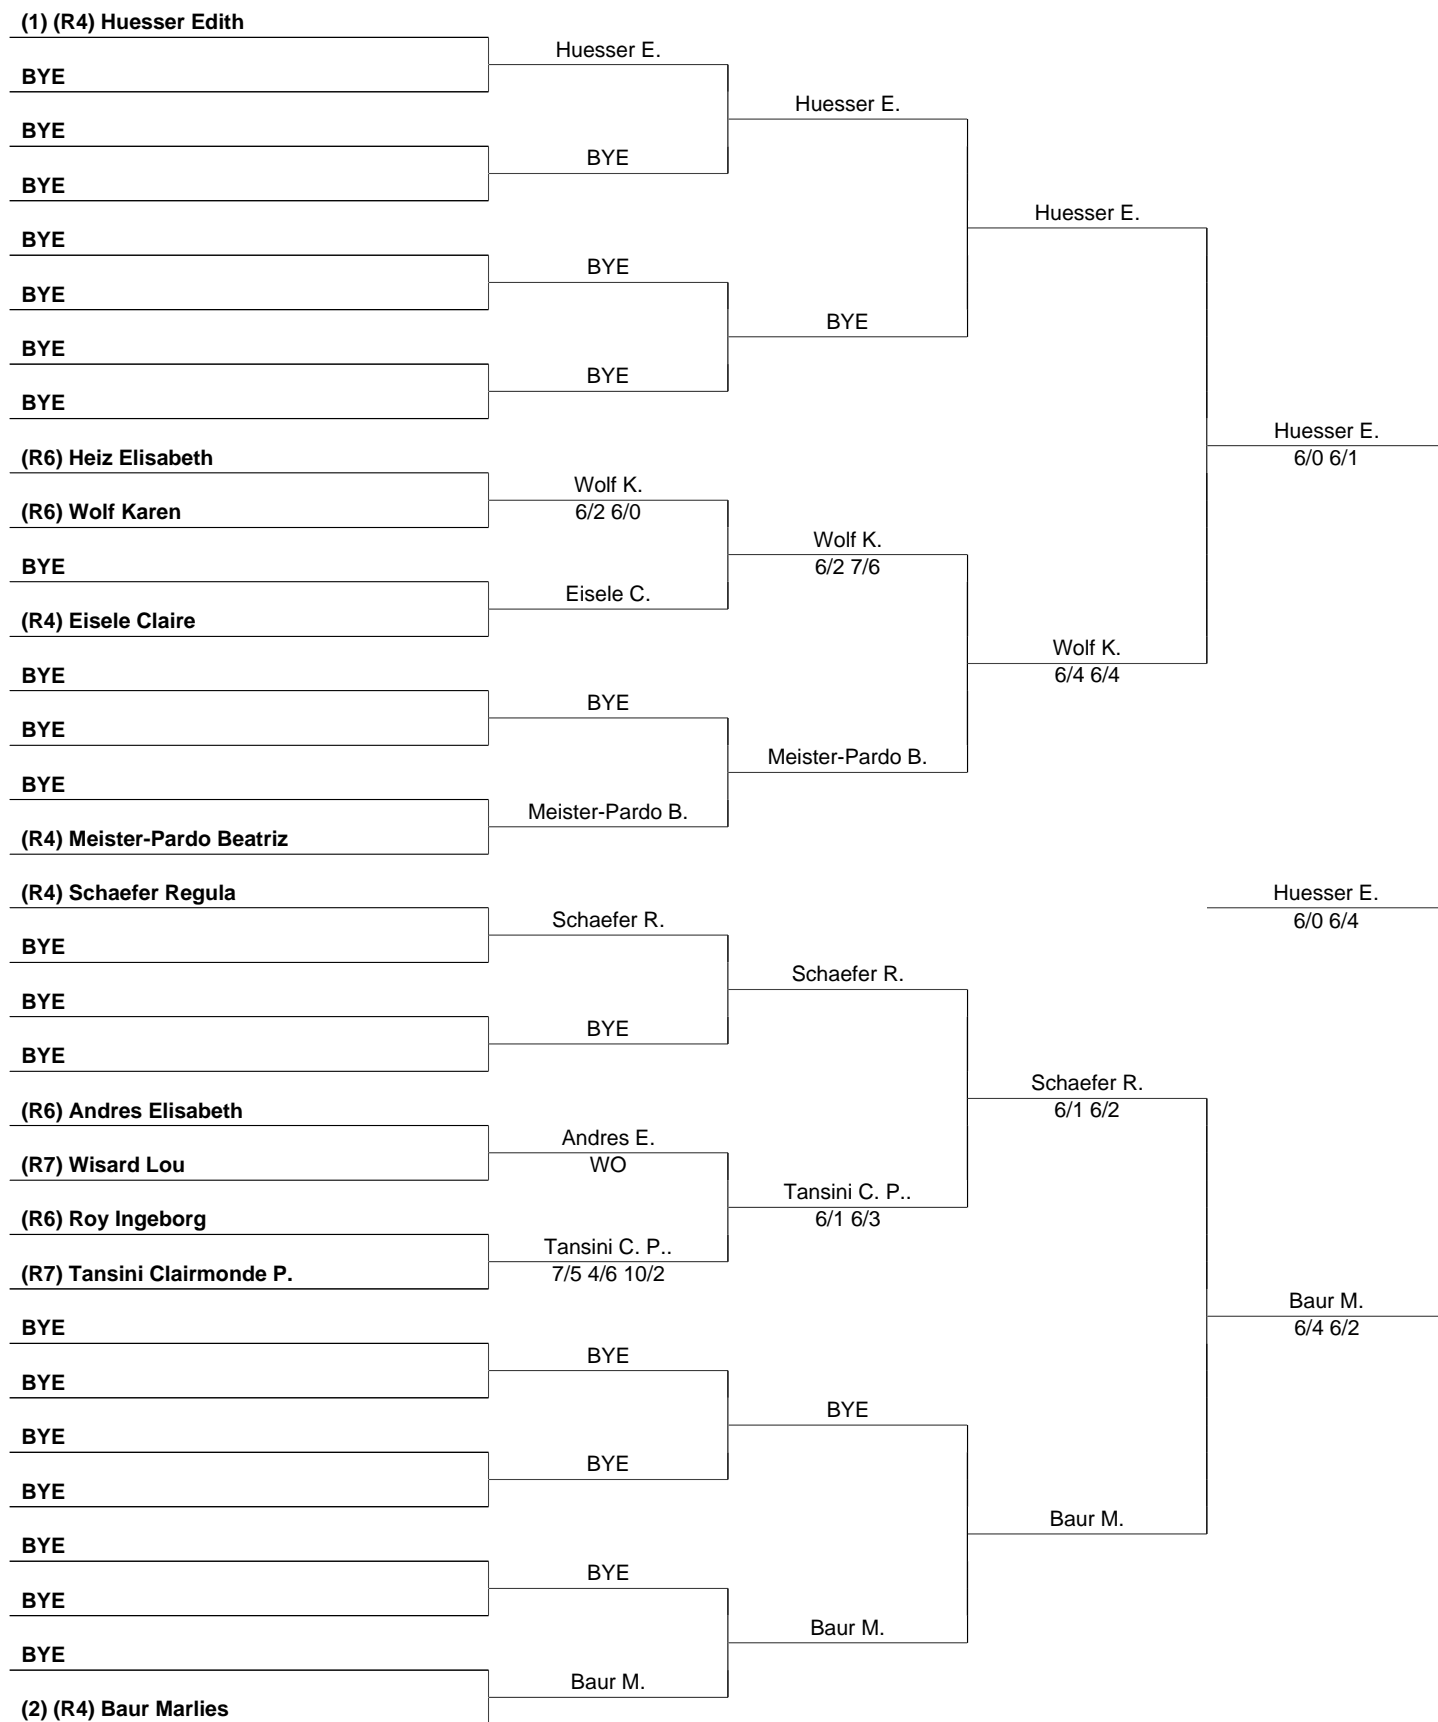 (1) (R4) Huesser Edith
BYE
BYE
BYE
BYE
BYE
BYE
BYE
(R6) Heiz Elisabeth
(R6) Wolf Karen
BYE
(R4) Eisele Claire
BYE
BYE
BYE
(R4) Meister-Pardo Beatriz
(R4) Schaefer Regula
BYE
BYE
BYE
(R6) Andres Elisabeth
(R7) Wisard Lou
(R6) Roy Ingeborg
(R7) Tansini Clairmonde P.
BYE
BYE
BYE
BYE
BYE
BYE
BYE
(2) (R4) Baur Marlies
Huesser E.
BYE
BYE
BYE
Wolf K.
6/2 6/0
Eisele C.
BYE
Meister-Pardo B.
Schaefer R.
BYE
Andres E.
WO
Tansini C. P..
7/5 4/6 10/2
BYE
BYE
BYE
Baur M.
Huesser E.
BYE
Wolf K.
6/2 7/6
Meister-Pardo B.
Schaefer R.
Tansini C. P..
6/1 6/3
BYE
Baur M.
Huesser E.
Wolf K.
6/4 6/4
Schaefer R.
6/1 6/2
Baur M.
Huesser E.
6/0 6/1
Huesser E.
6/0 6/4
Baur M.
6/4 6/2